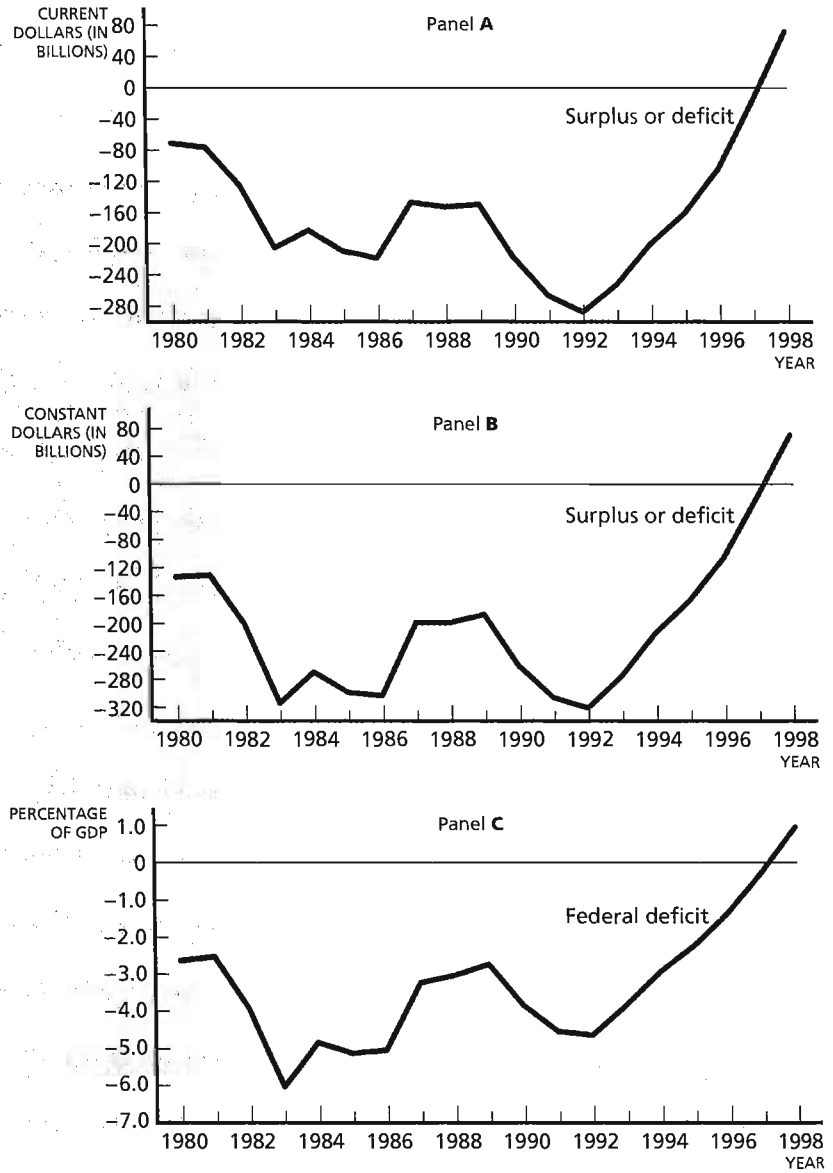 CURRENT
DOLLARS (IN
BILLIONS)
Panel A
80
40
0
−40
−80
−120
−160
−200
−240
−280
Surplus or deficit
1980 1982 1984 1986 1988 1990 1992 1994 1996 1998
YEAR
CONSTANT
DOLLARS (IN
BILLIONS)
Panel B
80
40
0
−40
−80
−120
−160
−200
−240
−280
−320
Surplus or deficit
1980 1982 1984 1986 1988 1990 1992 1994 1996 1998
YEAR
PERCENTAGE
OF GDP
Panel C
1.0
0
−1.0
−2.0
−3.0
−4.0
−5.0
−6.0
−7.0
Federal deficit
1980 1982 1984 1986 1988 1990 1992 1994 1996 1998
YEAR